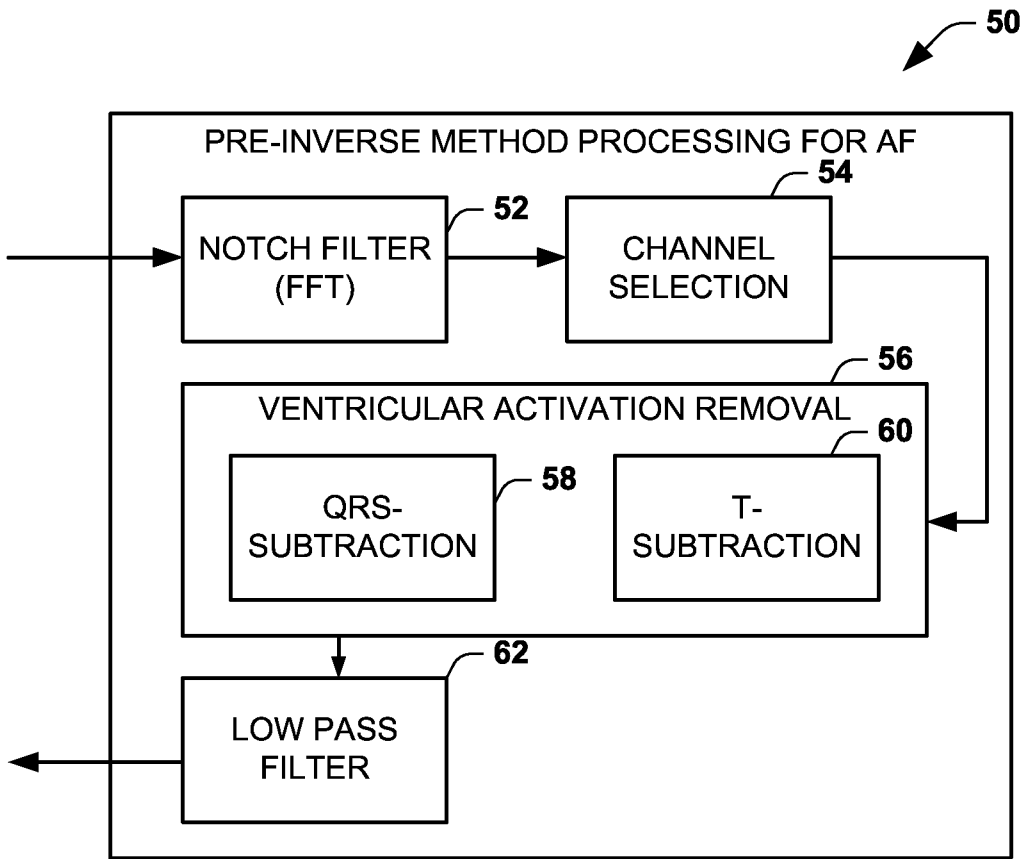 50
PRE-INVERSE METHOD PROCESSING FOR AF
52
NOTCH FILTER
(FFT)
54
CHANNEL
SELECTION
56
VENTRICULAR ACTIVATION REMOVAL
58
QRS-
SUBTRACTION
60
T-
SUBTRACTION
62
LOW PASS
FILTER